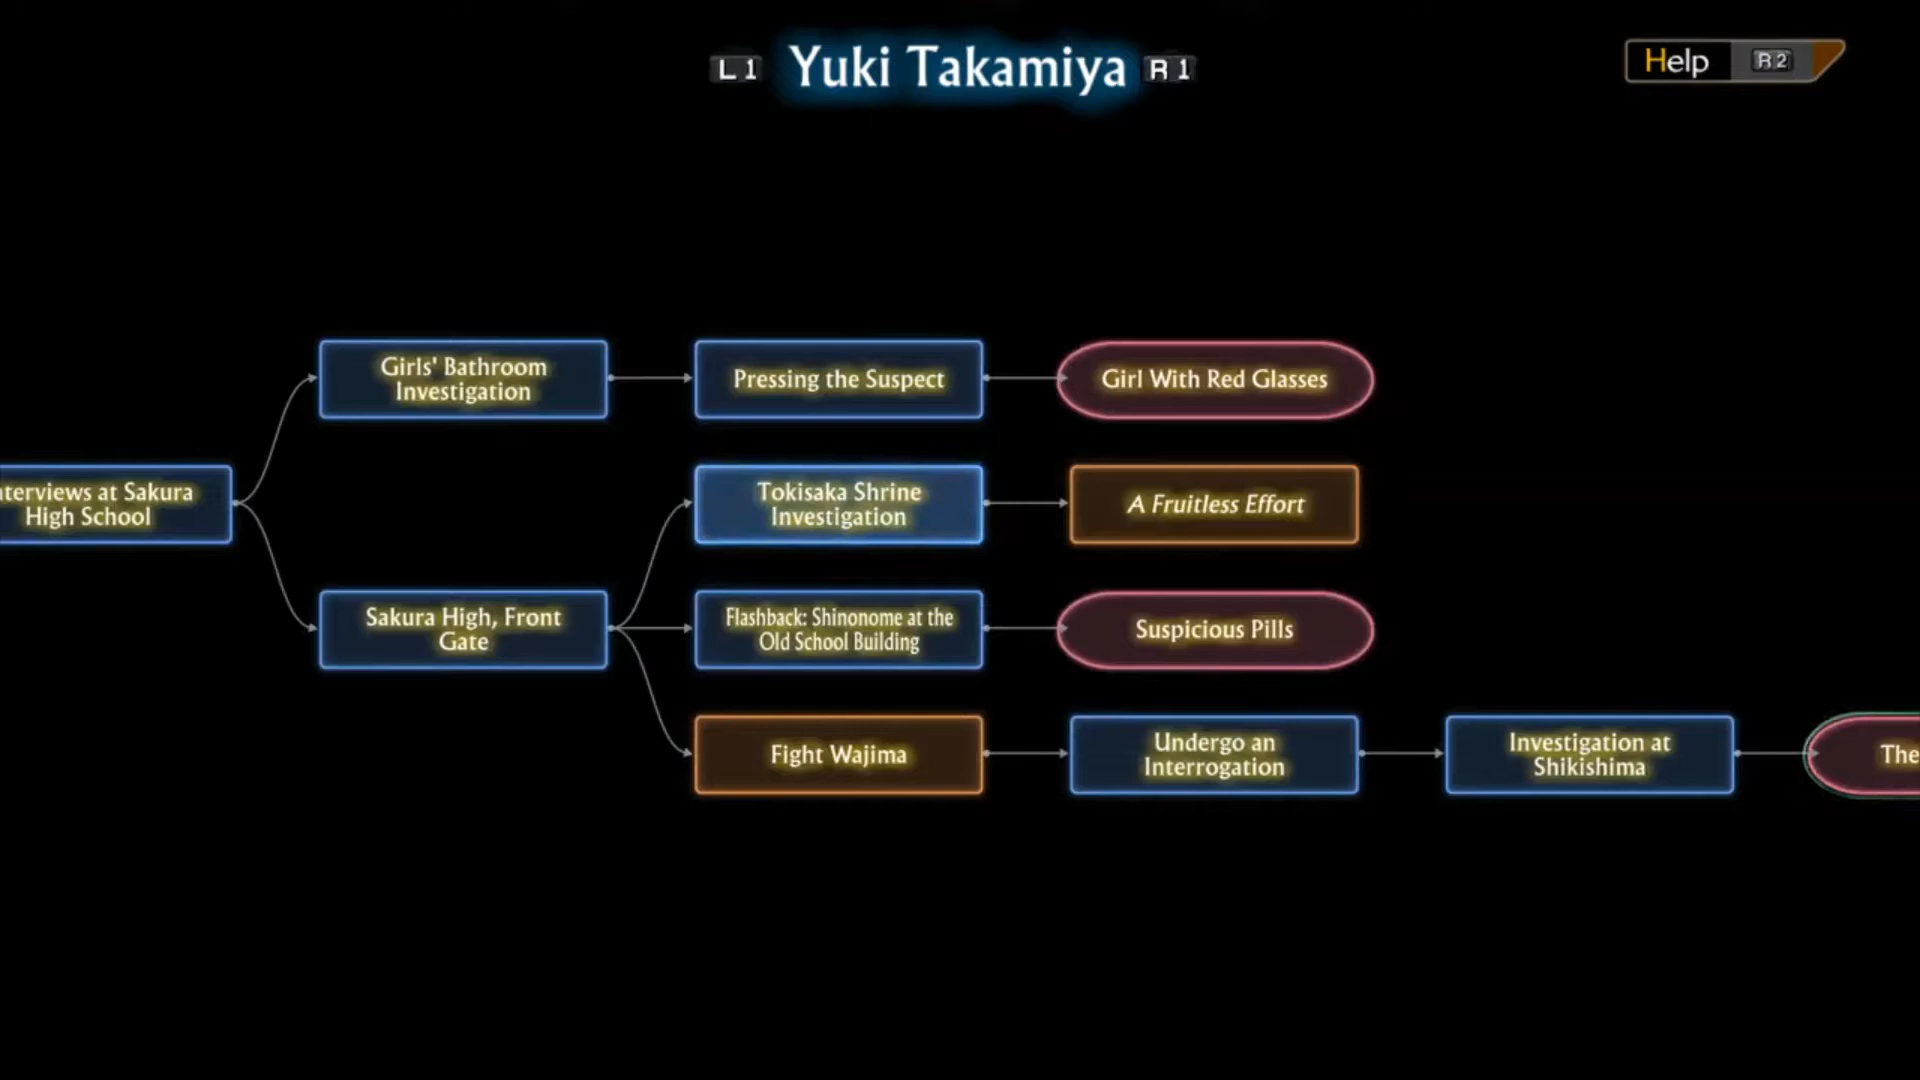 L1 Yuki Takamiya R1
Help R2
Girls' Bathroom
Investigation
Pressing the Suspect
Girl With Red Glasses
nterviews at Sakura
High School
Tokisaka Shrine
Investigation
A Fruitless Effort
Sakura High, Front
Gate
Flashback: Shinonome at the
Old School Building
Suspicious Pills
Fight Wajima
Undergo an
Interrogation
Investigation at
Shikishima
The